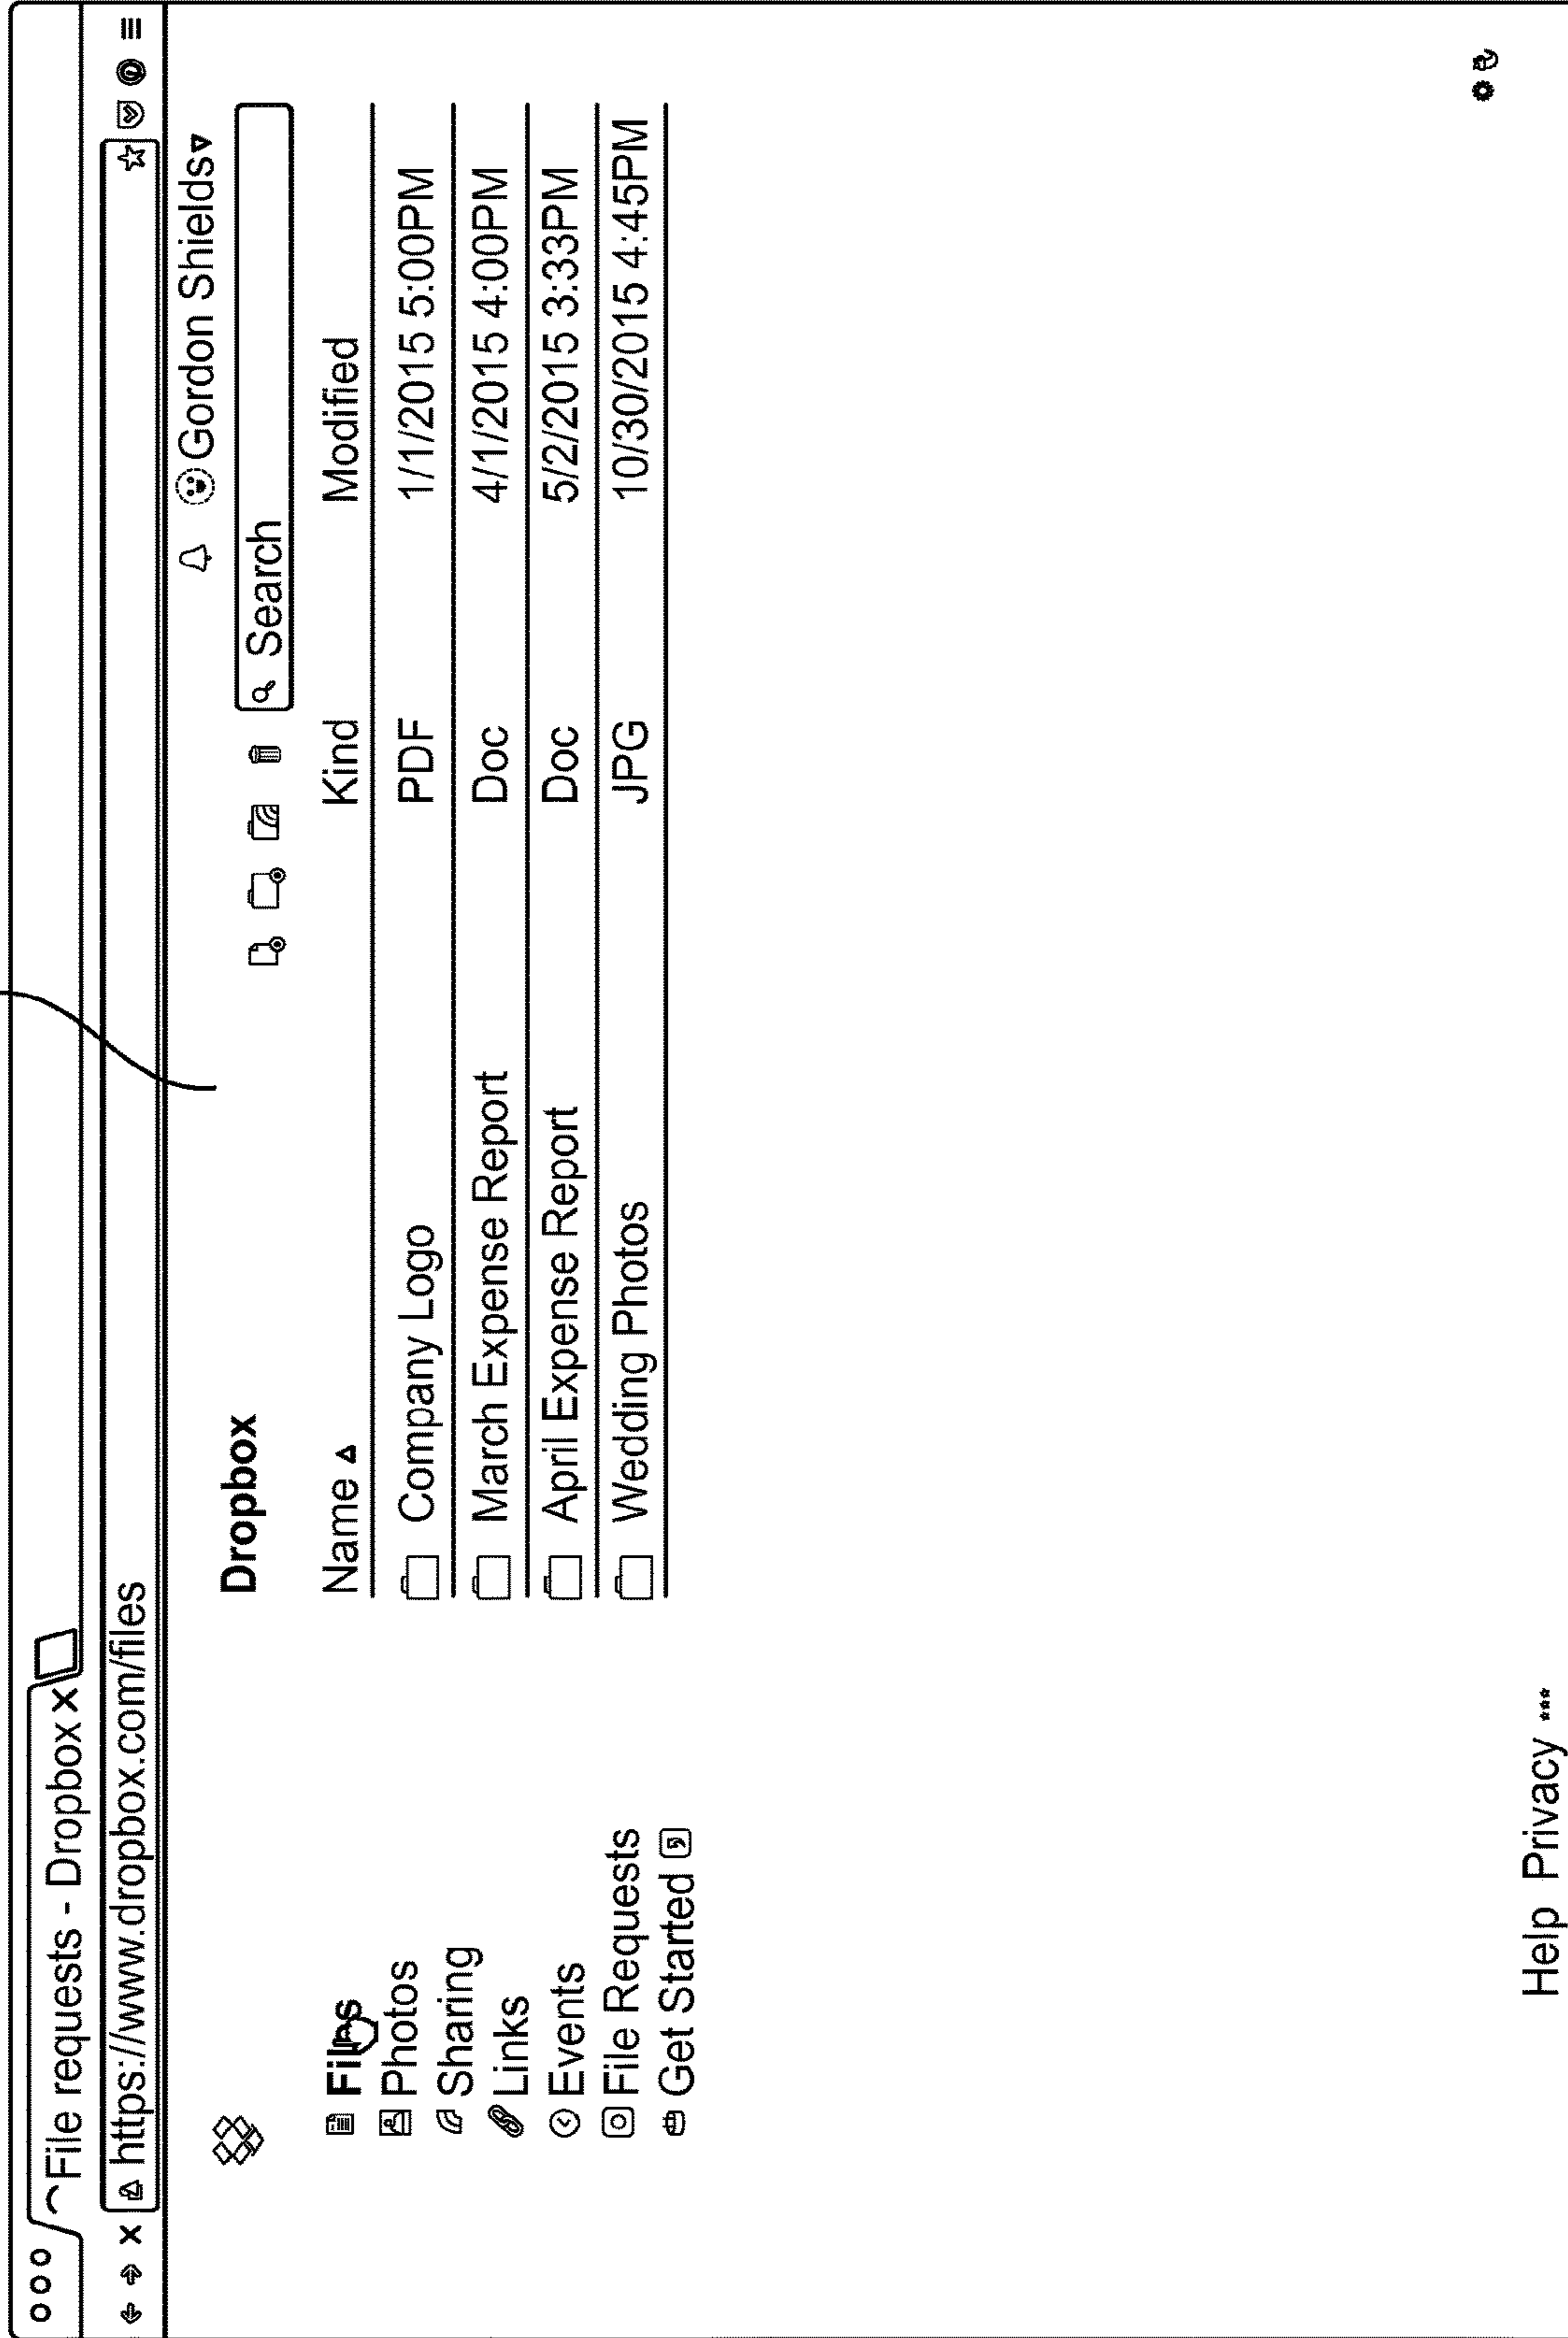 File requests - Dropbox X
https://www.dropbox.com/files
Gordon Shields
Dropbox
Search
Name Kind Modified
Company Logo PDF 1/1/2015 5:00PM
March Expense Report Doc 4/1/2015 4:00PM
April Expense Report Doc 5/2/2015 3:33PM
Wedding Photos JPG 10/30/2015 4:45PM
Files
Photos
Sharing
Links
Events
File Requests
Get Started
Help Privacy